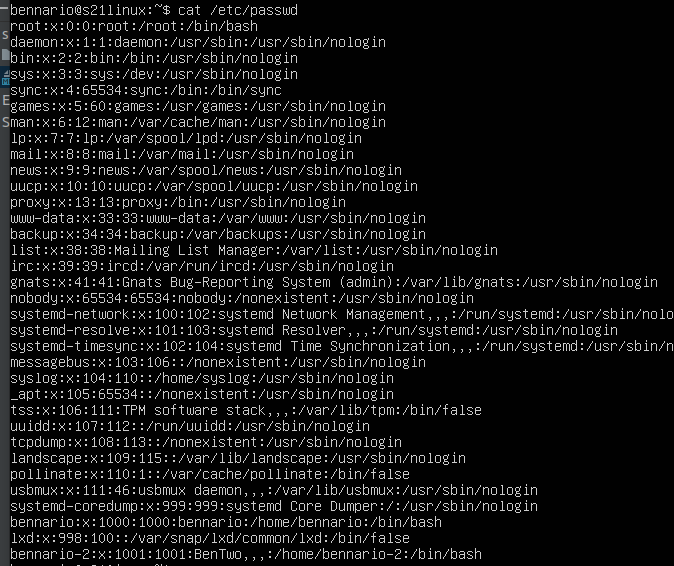 bennario@s21linux:~$ cat /etc/passwd
root:x:0:0:root:/root:/bin/bash
daemon:x:1:1:daemon:/usr/sbin:/usr/sbin/nologin
bin:x:2:2:bin:/bin:/usr/sbin/nologin
sys:x:3:3:sys:/dev:/usr/sbin/nologin
sync:x:4:65534:sync:/bin:/bin/sync
games:x:5:60:games:/usr/games:/usr/sbin/nologin
man:x:6:12:man:/var/cache/man:/usr/sbin/nologin
lp:x:7:7:lp:/var/spool/lpd:/usr/sbin/nologin
mail:x:8:8:mail:/var/mail:/usr/sbin/nologin
news:x:9:9:news:/var/spool/news:/usr/sbin/nologin
uucp:x:10:10:uucp:/var/spool/uucp:/usr/sbin/nologin
proxy:x:13:13:proxy:/bin:/usr/sbin/nologin
www-data:x:33:33:www-data:/var/www:/usr/sbin/nologin
backup:x:34:34:backup:/var/backups:/usr/sbin/nologin
list:x:38:38:Mailing List Manager:/var/list:/usr/sbin/nologin
irc:x:39:39:ircd:/var/run/ircd:/usr/sbin/nologin
gnats:x:41:41:Gnats Bug-Reporting System (admin):/var/lib/gnats:/usr/sbin/nologin
nobody:x:65534:65534:nobody:/nonexistent:/usr/sbin/nologin
systemd-network:x:100:102:systemd Network Management,,,:/run/systemd:/usr/sbin/nolo
systemd-resolve:x:101:103:systemd Resolver,,,:/run/systemd:/usr/sbin/nologin
systemd-timesync:x:102:104:systemd Time Synchronization,,,:/run/systemd:/usr/sbin/n
messagebus:x:103:106::/nonexistent:/usr/sbin/nologin
syslog:x:104:110::/home/syslog:/usr/sbin/nologin
_apt:x:105:65534::/nonexistent:/usr/sbin/nologin
tss:x:106:111:TPM software stack,,,:/var/lib/tpm:/bin/false
uuidd:x:107:112::/run/uuidd:/usr/sbin/nologin
tcpdump:x:108:113::/nonexistent:/usr/sbin/nologin
landscape:x:109:115::/var/lib/landscape:/usr/sbin/nologin
pollinate:x:110:1::/var/cache/pollinate:/bin/false
usbmux:x:111:46:usbmux daemon,,,:/var/lib/usbmux:/usr/sbin/nologin
systemd-coredump:x:999:999:systemd Core Dumper:/:/usr/sbin/nologin
bennario:x:1000:1000:bennario:/home/bennario:/bin/bash
lxd:x:998:100::/var/snap/lxd/common/lxd:/bin/false
bennario-2:x:1001:1001:BenTwo,,,:/home/bennario-2:/bin/bash